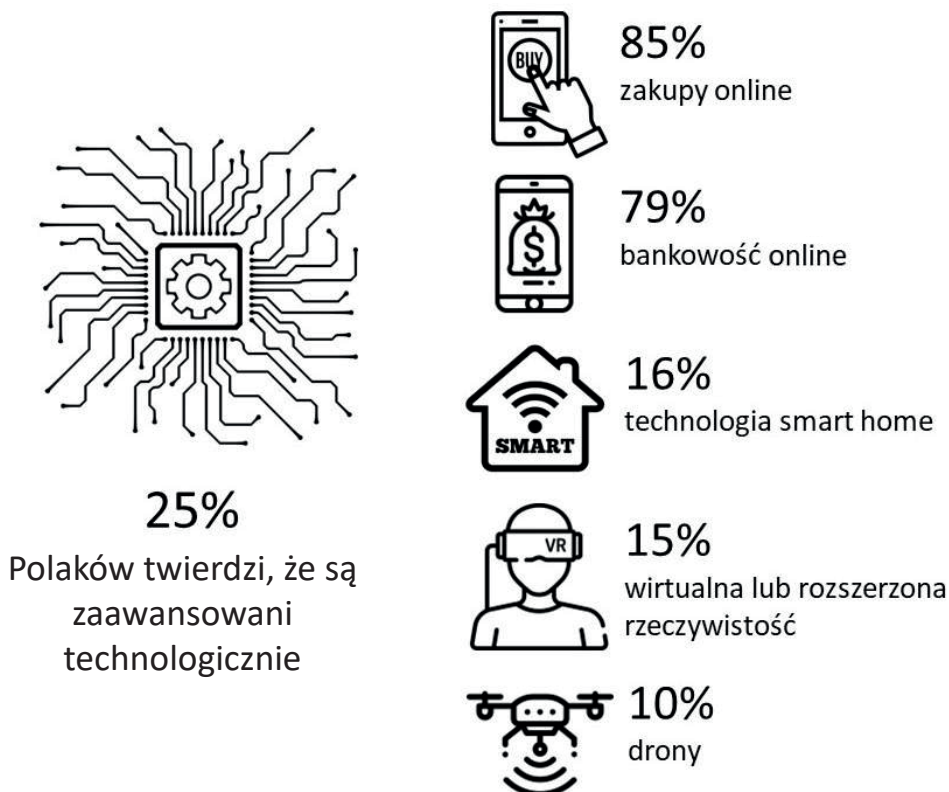 25%
Polaków twierdzi, że są
zaawansowani
technologicznie
BUY
85%
zakupy online
$
79%
bankowość online
SMART
16%
technologia smart home
VR
15%
wirtualna lub rozszerzona
rzeczywistość
10%
drony